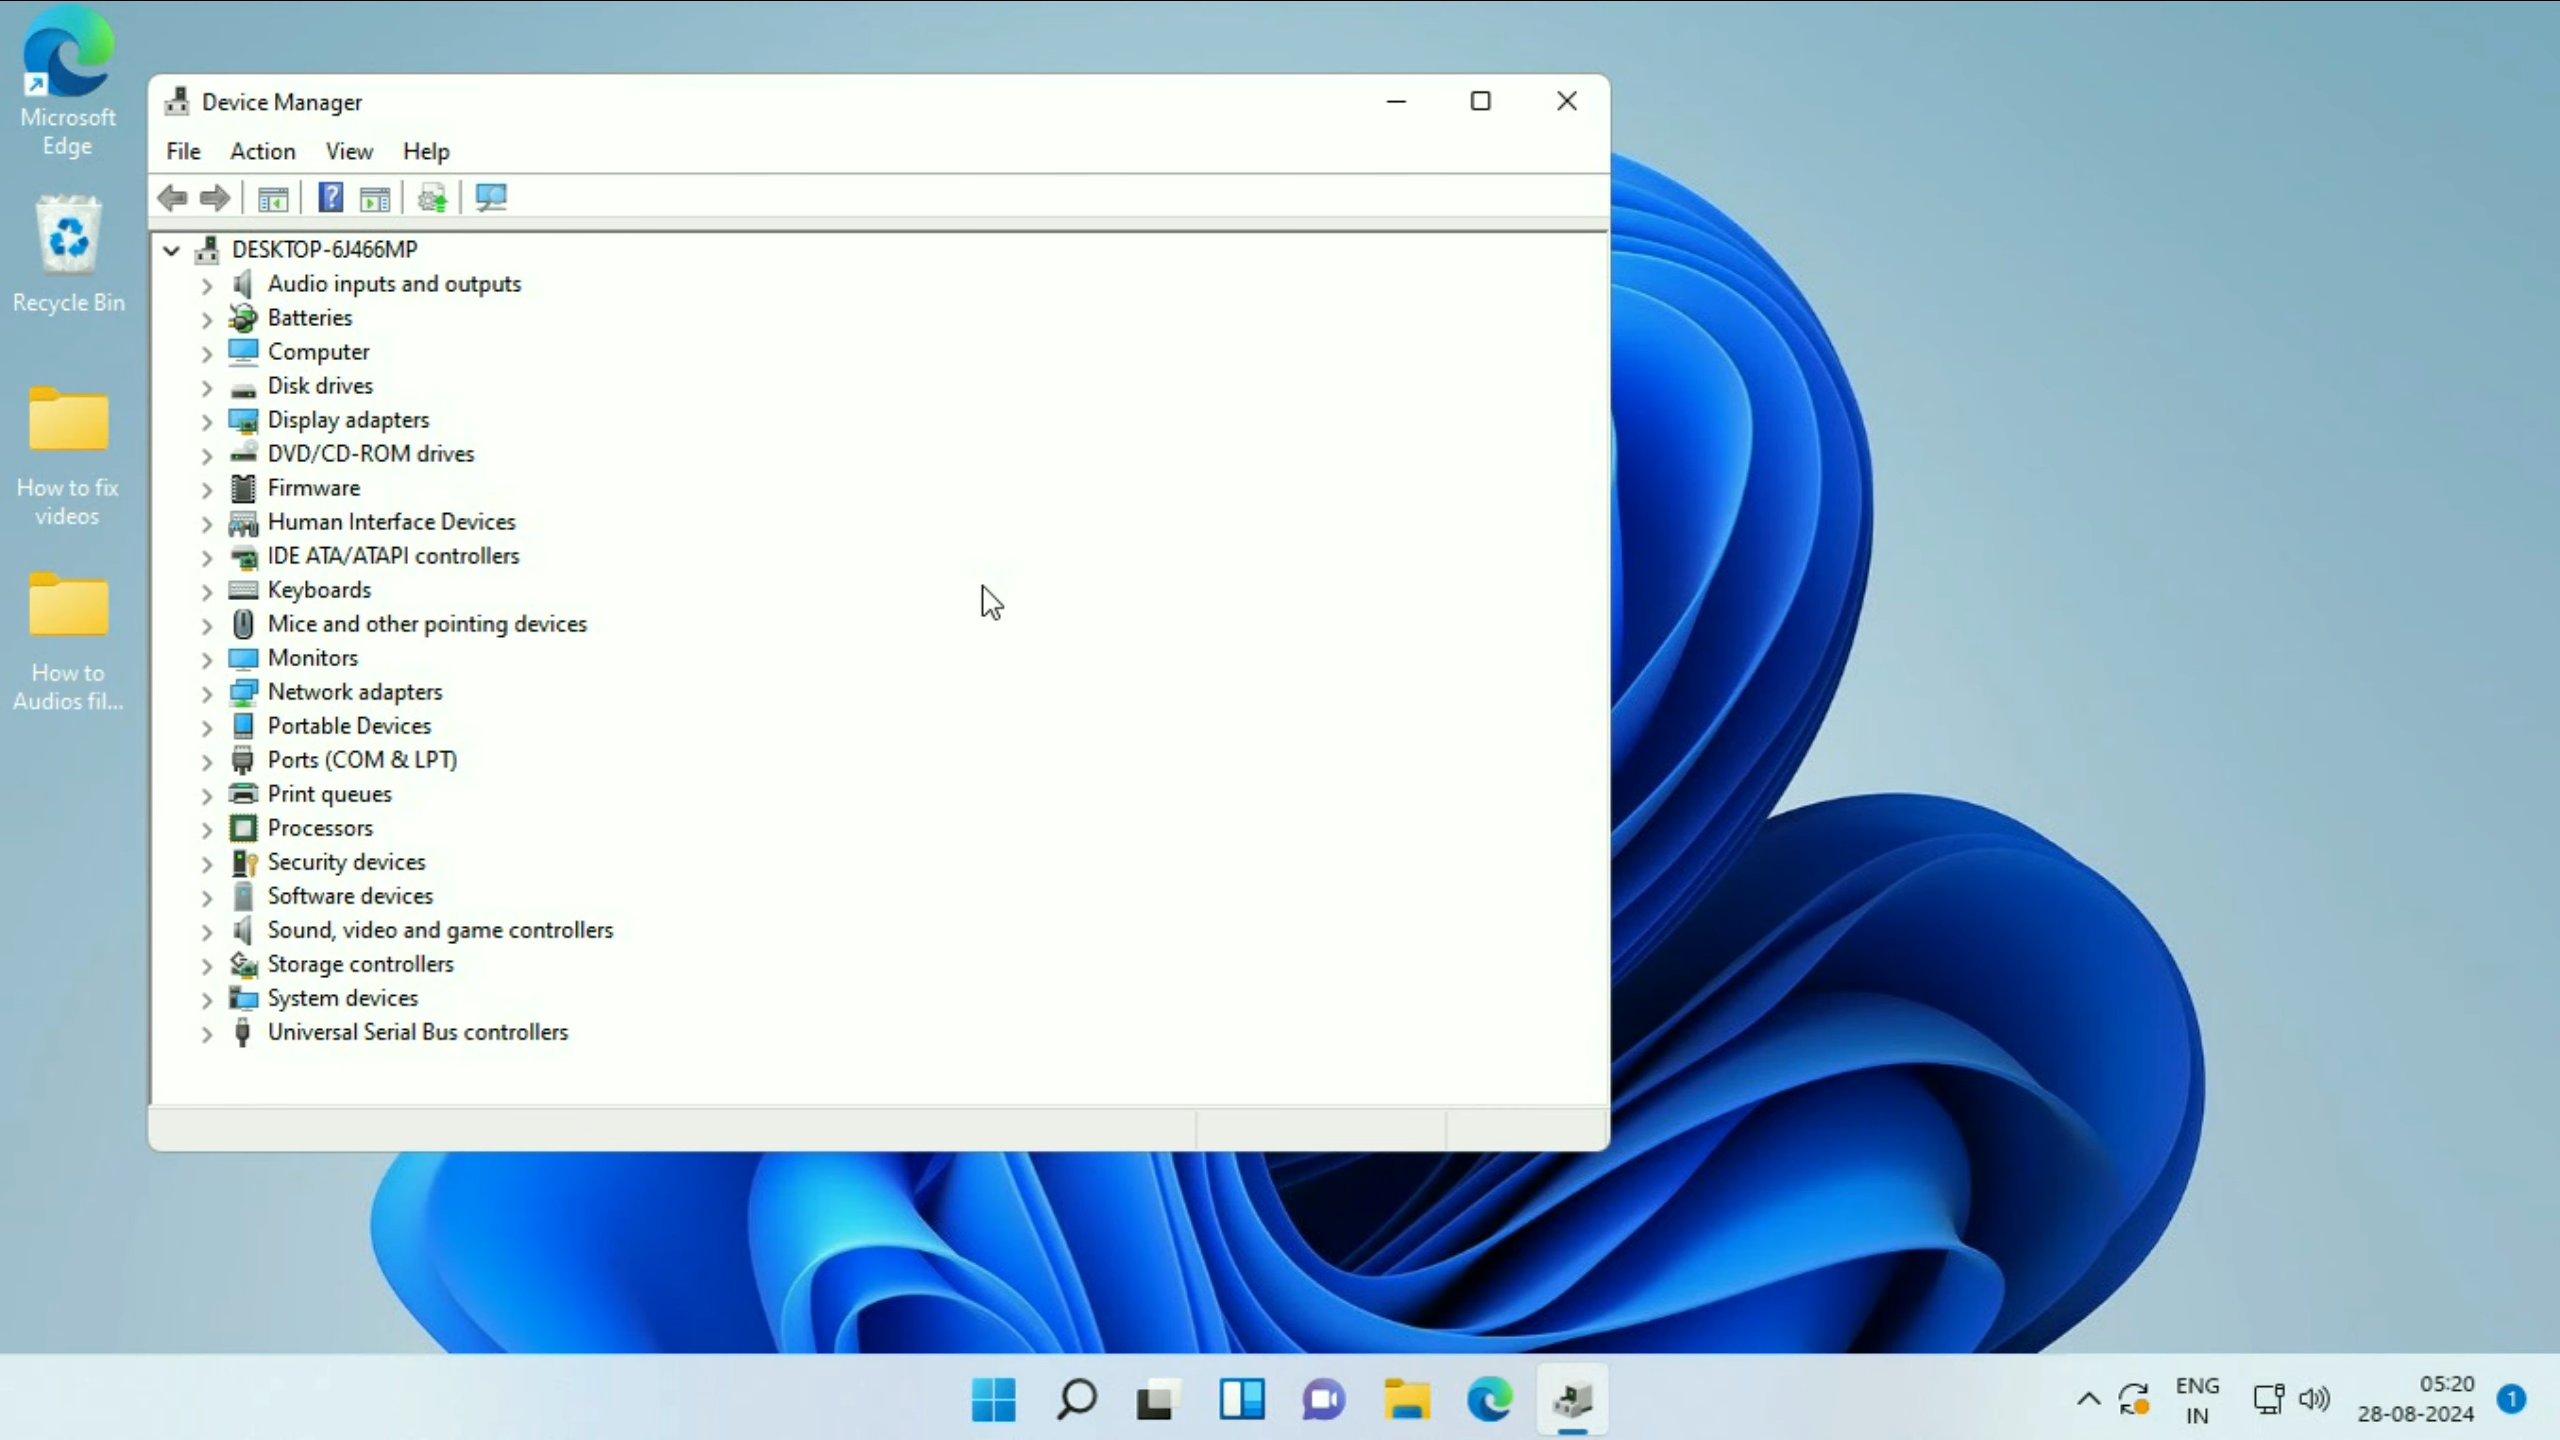 Microsoft
Edge
Recycle Bin
How to fix
videos
How to
Audios fil...
Device Manager
File Action View Help
?
DESKTOP-6J466MP
Audio inputs and outputs
Batteries
Computer
Disk drives
Display adapters
DVD/CD-ROM drives
Firmware
Human Interface Devices
IDE ATA/ATAPI controllers
Keyboards
Mice and other pointing devices
Monitors
Network adapters
Portable Devices
Ports (COM & LPT)
Print queues
Processors
Security devices
Software devices
Sound, video and game controllers
Storage controllers
System devices
Universal Serial Bus controllers
ENG
IN
05:20
28-08-2024
1